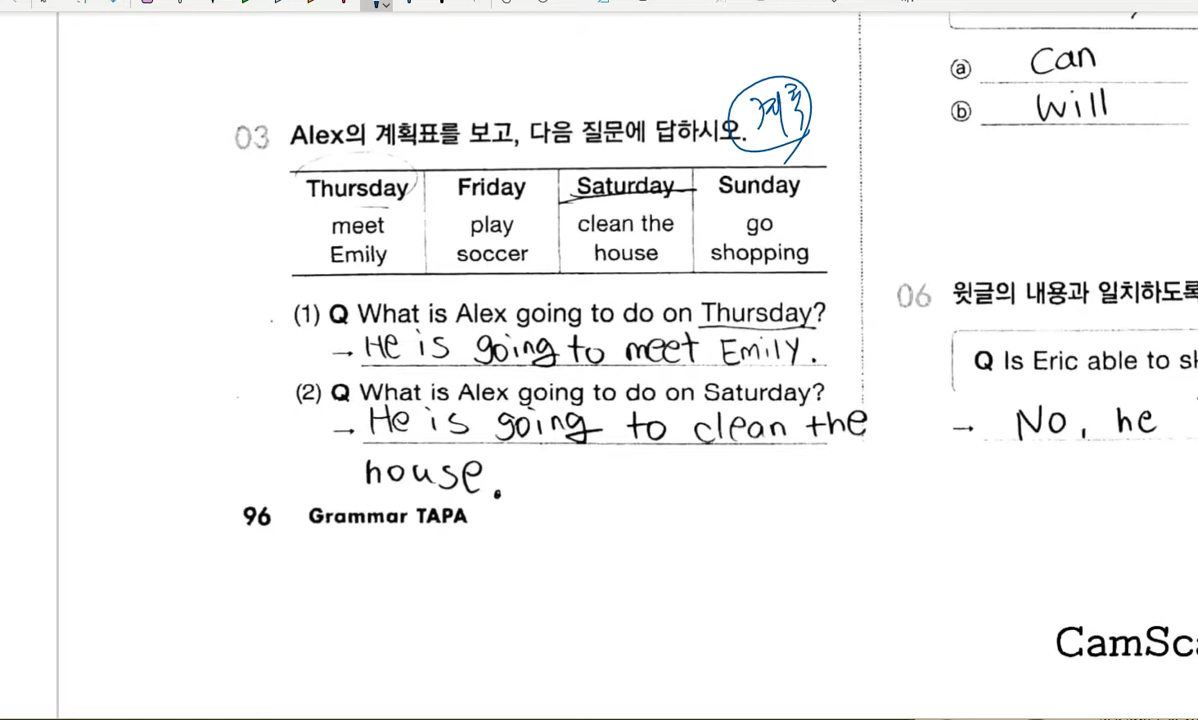 Can
ⓐ
Will
ⓑ
03 Alex의 계획표를 보고, 다음 질문에 답하시오.
Thursday Friday Saturday Sunday
meet play clean the go
Emily soccer house shopping
(1) Q What is Alex going to do on Thursday?
→ He is going to meet Emily.
(2) Q What is Alex going to do on Saturday?
→ He is going to clean the
house.
96 Grammar TAPA
06 윗글의 내용과 일치하도록
Q Is Eric able to
→ No, he
CamSc